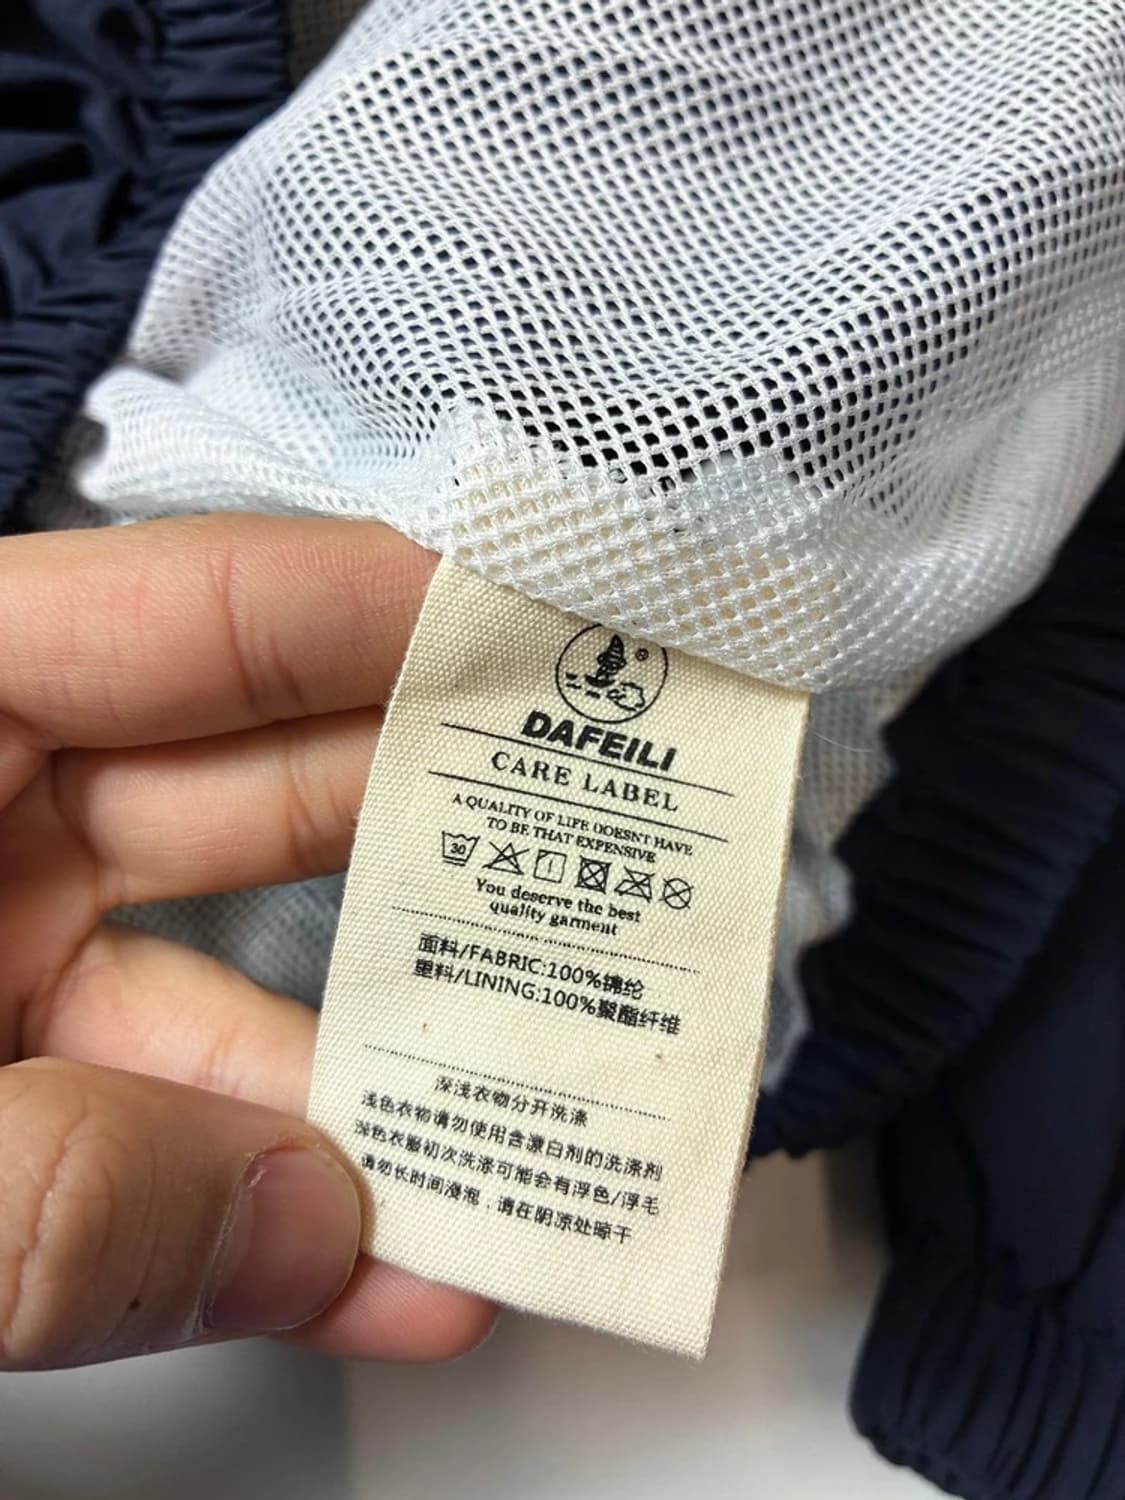 ®
DAFEILI
CARE LABEL
A QUALITY OF LIFE DOESNT HAVE
TO BE THAT EXPENSIVE
30
You deserve the best
quality garment
面料/FABRIC:100%锦纶
里料/LINING:100%聚酯纤维
深浅衣物分开洗涤
浅色衣物请勿使用含漂白剂的洗涤剂
深色衣服初次洗涤可能会有浮色/浮毛
请勿长时间浸泡，请在阴凉处晾干